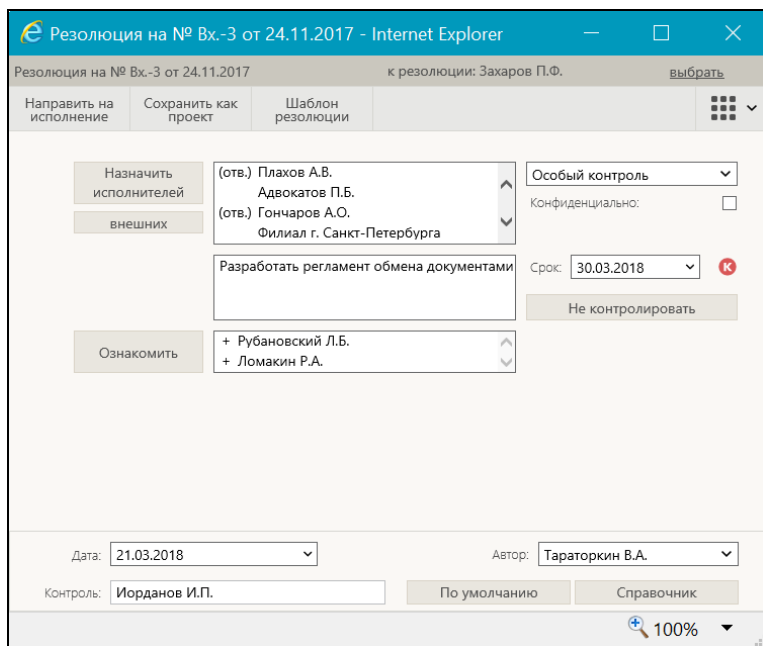 Резолюция на № Вх.-3 от 24.11.2017 - Internet Explorer
Резолюция на № Вх.-3 от 24.11.2017 к резолюции: Захаров П.Ф. выбрать
Направить на исполнение Сохранить как проект Шаблон резолюции
Назначить исполнителей
внешних
(отв.) Плахов А.В.
Адвокатов П.Б.
(отв.) Гончаров А.О.
Филиал г. Санкт-Петербурга
Особый контроль
Конфиденциально:
Разработать регламент обмена документами
Срок: 30.03.2018 К
Не контролировать
Ознакомить
+ Рубановский Л.Б.
+ Ломакин Р.А.
Дата: 21.03.2018 Автор: Тараторкин В.А.
Контроль: Иорданов И.П. По умолчанию Справочник
100%